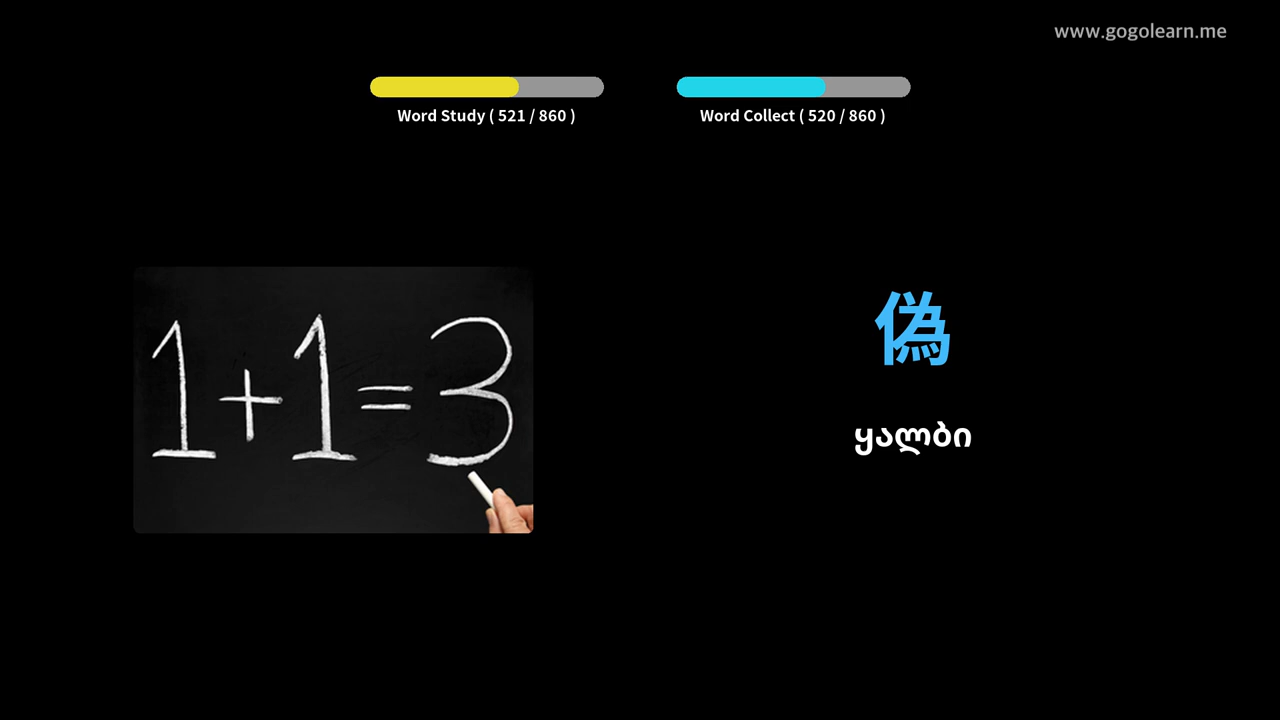 www.gogolearn.me
Word Study ( 521 / 860 )
Word Collect ( 520 / 860 )
1+1=3
偽
ყალბი